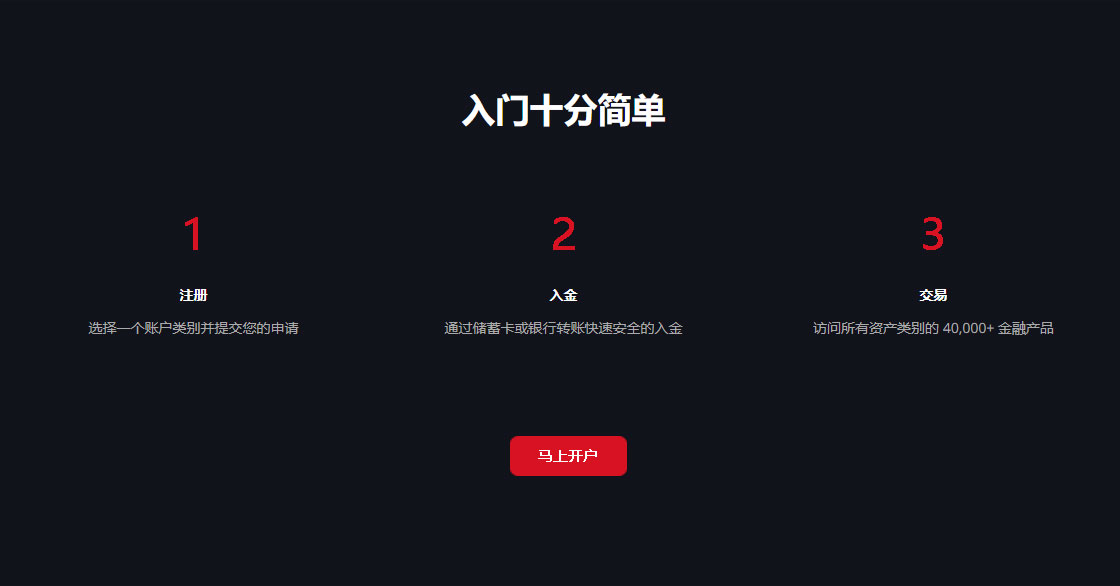 入门十分简单
1
2
3
注册
入金
交易
选择一个账户类别并提交您的申请
通过储蓄卡或银行转账快速安全的入金
访问所有资产类别的 40,000+ 金融产品
马上开户